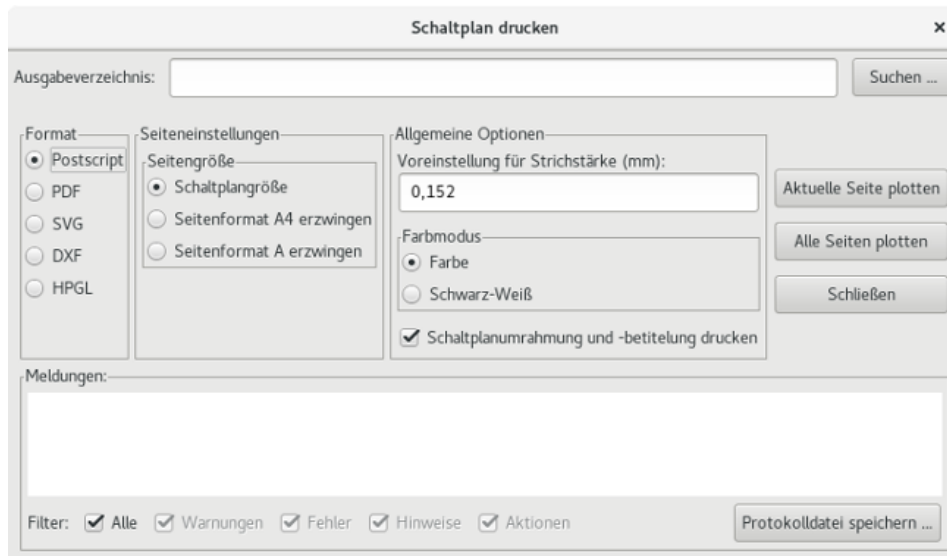 Schaltplan drucken
Ausgabeverzeichnis:
Suchen ...
Format
Postscript
PDF
SVG
DXF
HPGL
Seiteneinstellungen
Seitengröße
Schaltplangröße
Seitenformat A4 erzwingen
Seitenformat A erzwingen
Allgemeine Optionen
Voreinstellung für Strichstärke (mm):
0,152
Farbmodus
Farbe
Schwarz-Weiß
Schaltplanumrahmung und -betitelung drucken
Aktuelle Seite plotten
Alle Seiten plotten
Schließen
Meldungen:
Filter: Alle Warnungen Fehler Hinweise Aktionen
Protokolldatei speichern ...